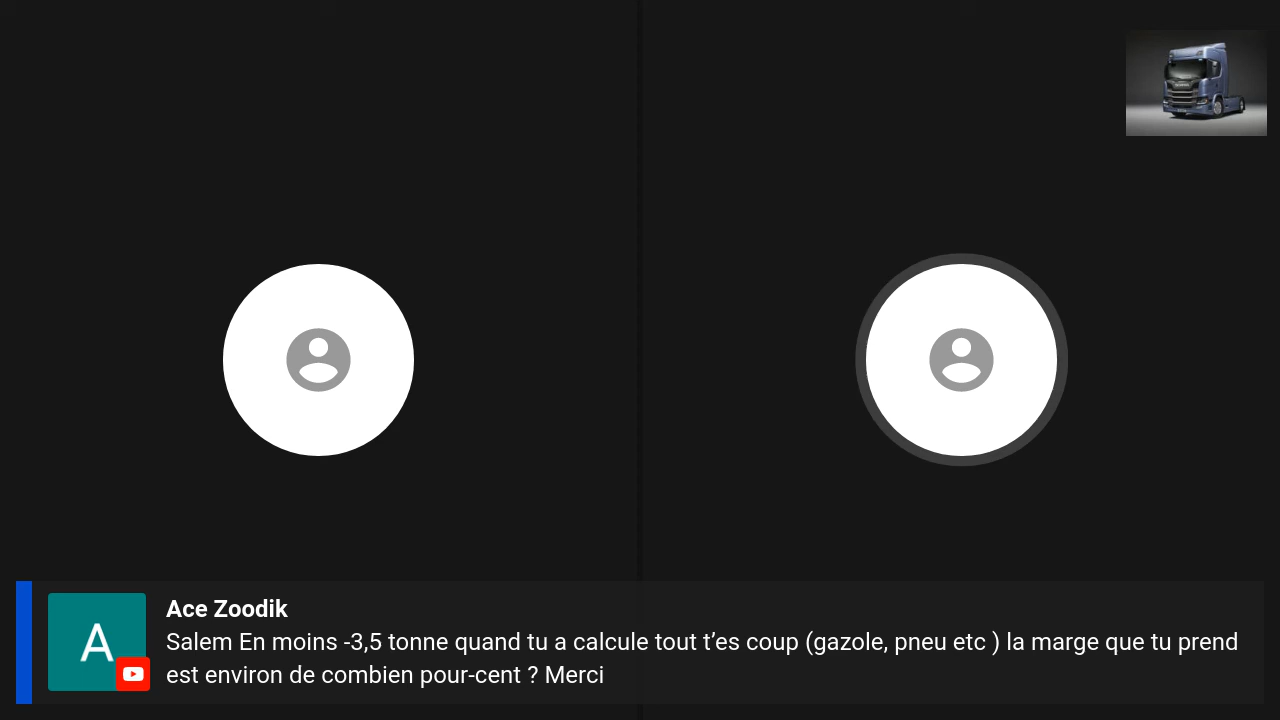 Ace Zoodik
A
Salem En moins -3,5 tonne quand tu a calcule tout t’es coup (gazole, pneu etc ) la marge que tu prend
est environ de combien pour-cent ? Merci